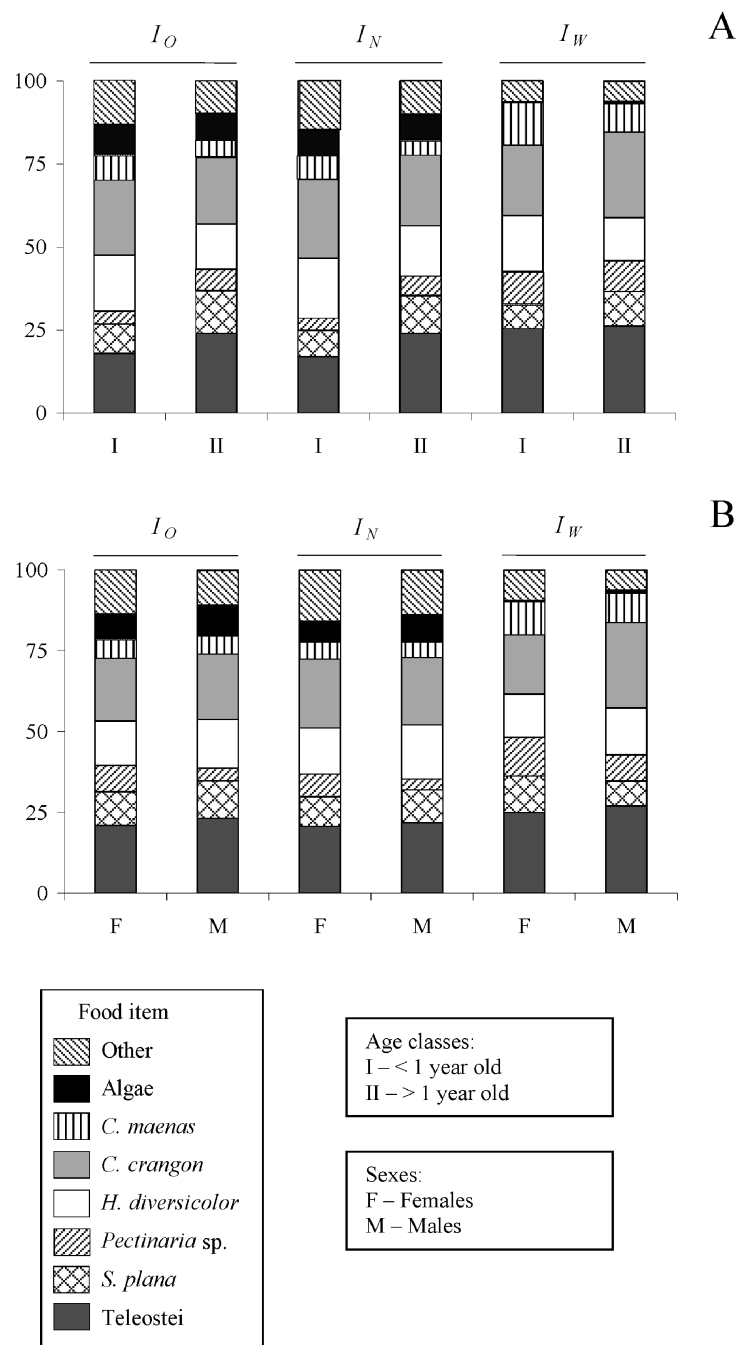 A
I_O I_N I_W
100
75
50
25
0
I II I II I II
B
I_O I_N I_W
100
75
50
25
0
F M F M F M
Food item
Other
Algae
C. maenas
C. crangon
H. diversicolor
Pectinaria sp.
S. plana
Teleostei
Age classes:
I – < 1 year old
II – > 1 year old
Sexes:
F – Females
M – Males